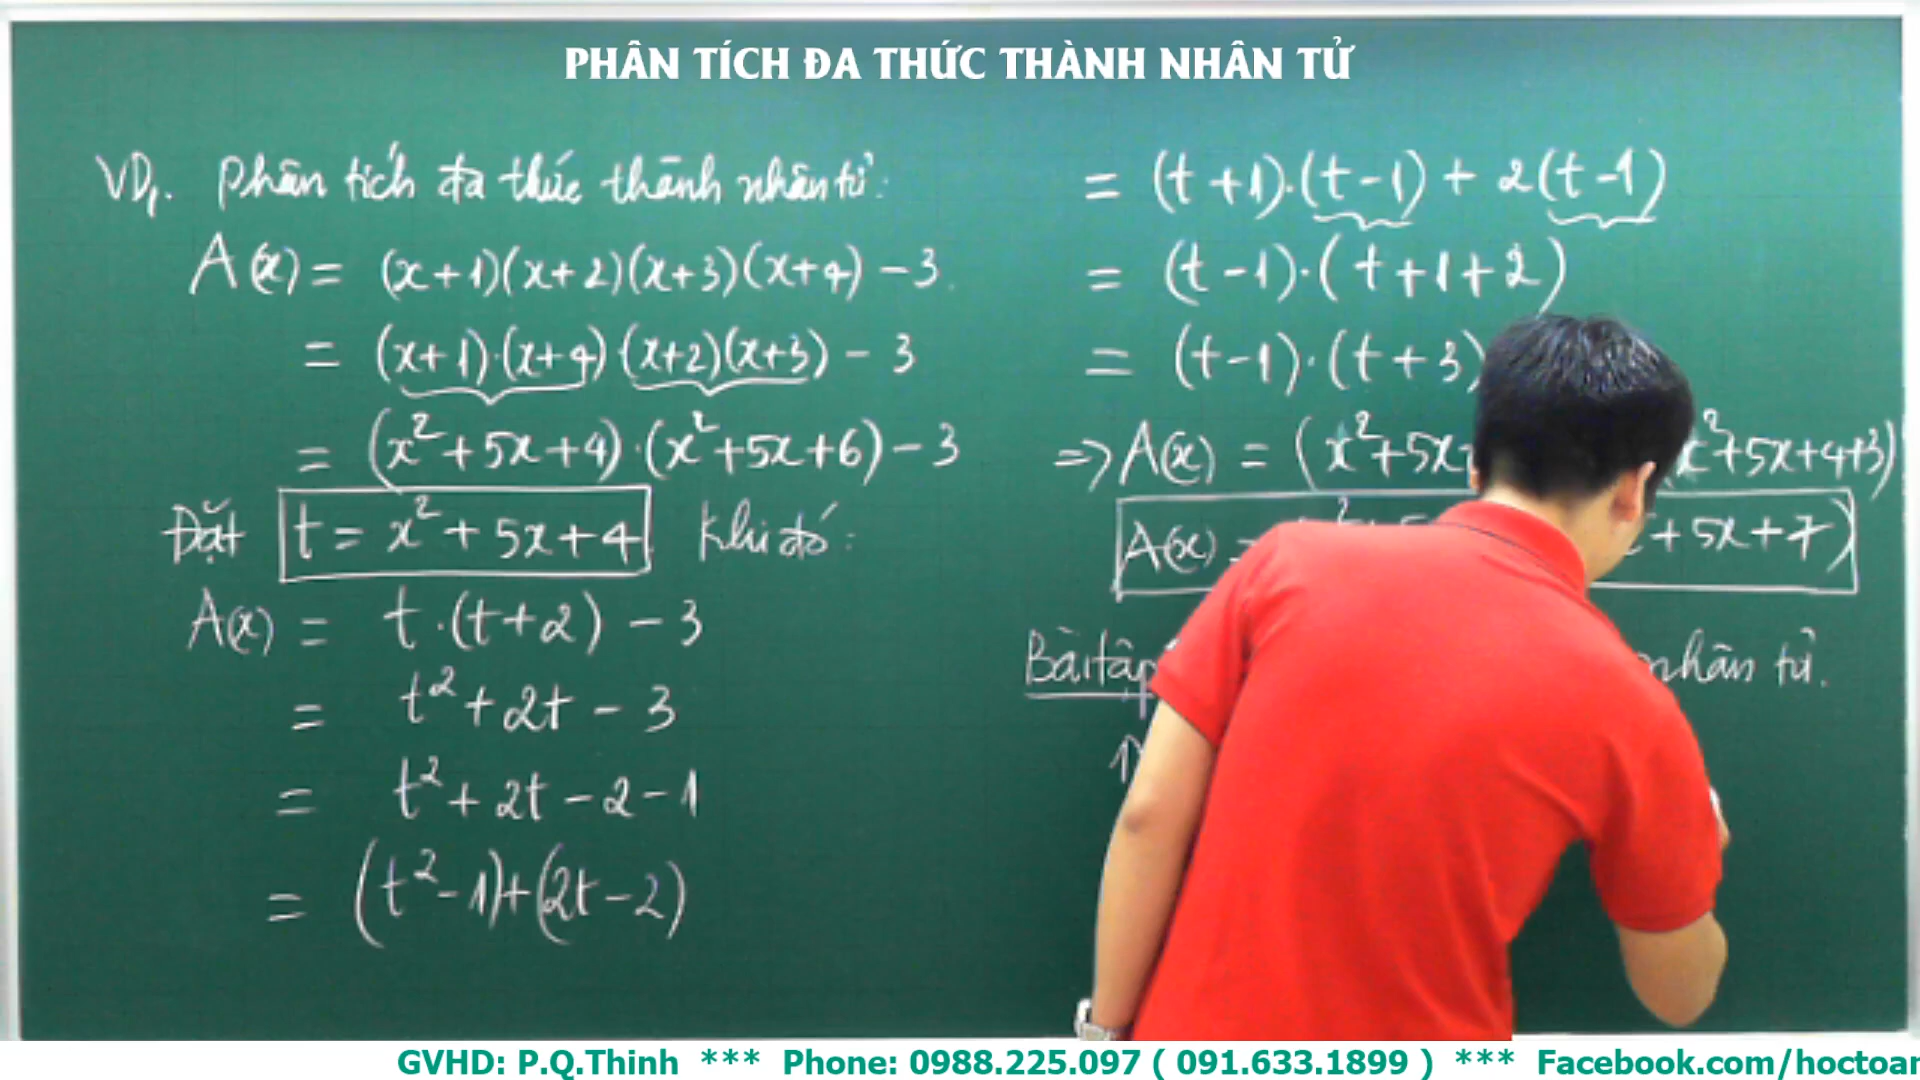 PHÂN TÍCH ĐA THỨC THÀNH NHÂN TỬ
VD1. Phân tích đa thức thành nhân tử:
A(x) = (x+1)(x+2)(x+3)(x+4) - 3.
= (x+1).(x+4)(x+2)(x+3) - 3
= (x²+5x+4).(x²+5x+6) - 3
Đặt t = x²+5x+4. Khi đó:
A(x) = t.(t+2) - 3
= t²+2t - 3
= t²+2t-2-1
= (t²-1)+(2t-2)
= (t+1).(t-1) + 2(t-1)
= (t-1).(t+1+2)
= (t-1).(t+3)
=> A(x) = (x²+5x x²+5x+4+3)
A(x) = +5x+7)
Bài tập nhân tử.
1)
GVHD: P.Q.Thinh *** Phone: 0988.225.097 ( 091.633.1899 ) *** Facebook.com/hoctoan